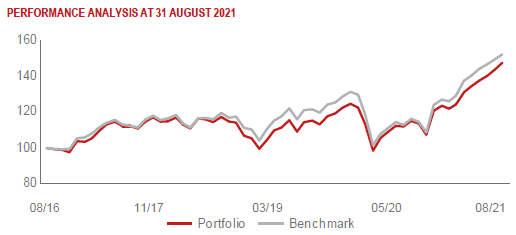 PERFORMANCE ANALYSIS AT 31 AUGUST 2021
160
140
120
100
80
08/16 11/17 03/19 05/20 08/21
Portfolio Benchmark